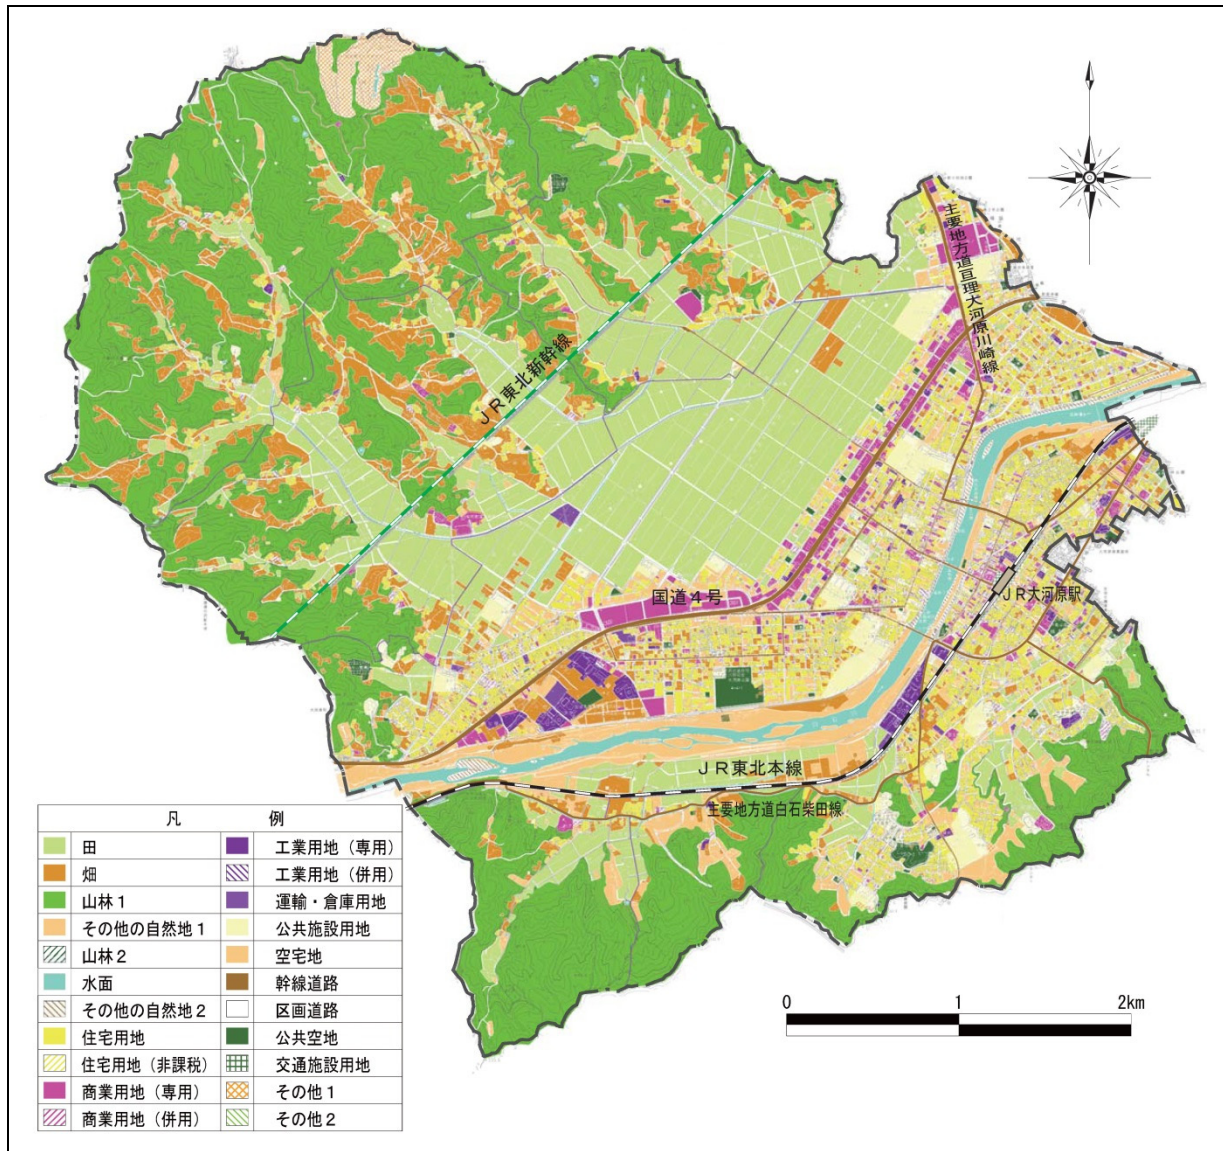 主要地方道亘理大河原川崎線
JR東北新幹線
国道4号
JR大河原駅
JR東北本線
主要地方道白石柴田線
凡 例
田 工業用地(専用)
畑 工業用地(併用)
山林1 運輸・倉庫用地
その他の自然地1 公共施設用地
山林2 空宅地
水面 幹線道路
その他の自然地2 区画道路
住宅用地 公共空地
住宅用地(非課税) 交通施設用地
商業用地(専用) その他1
商業用地(併用) その他2
0 1 2km